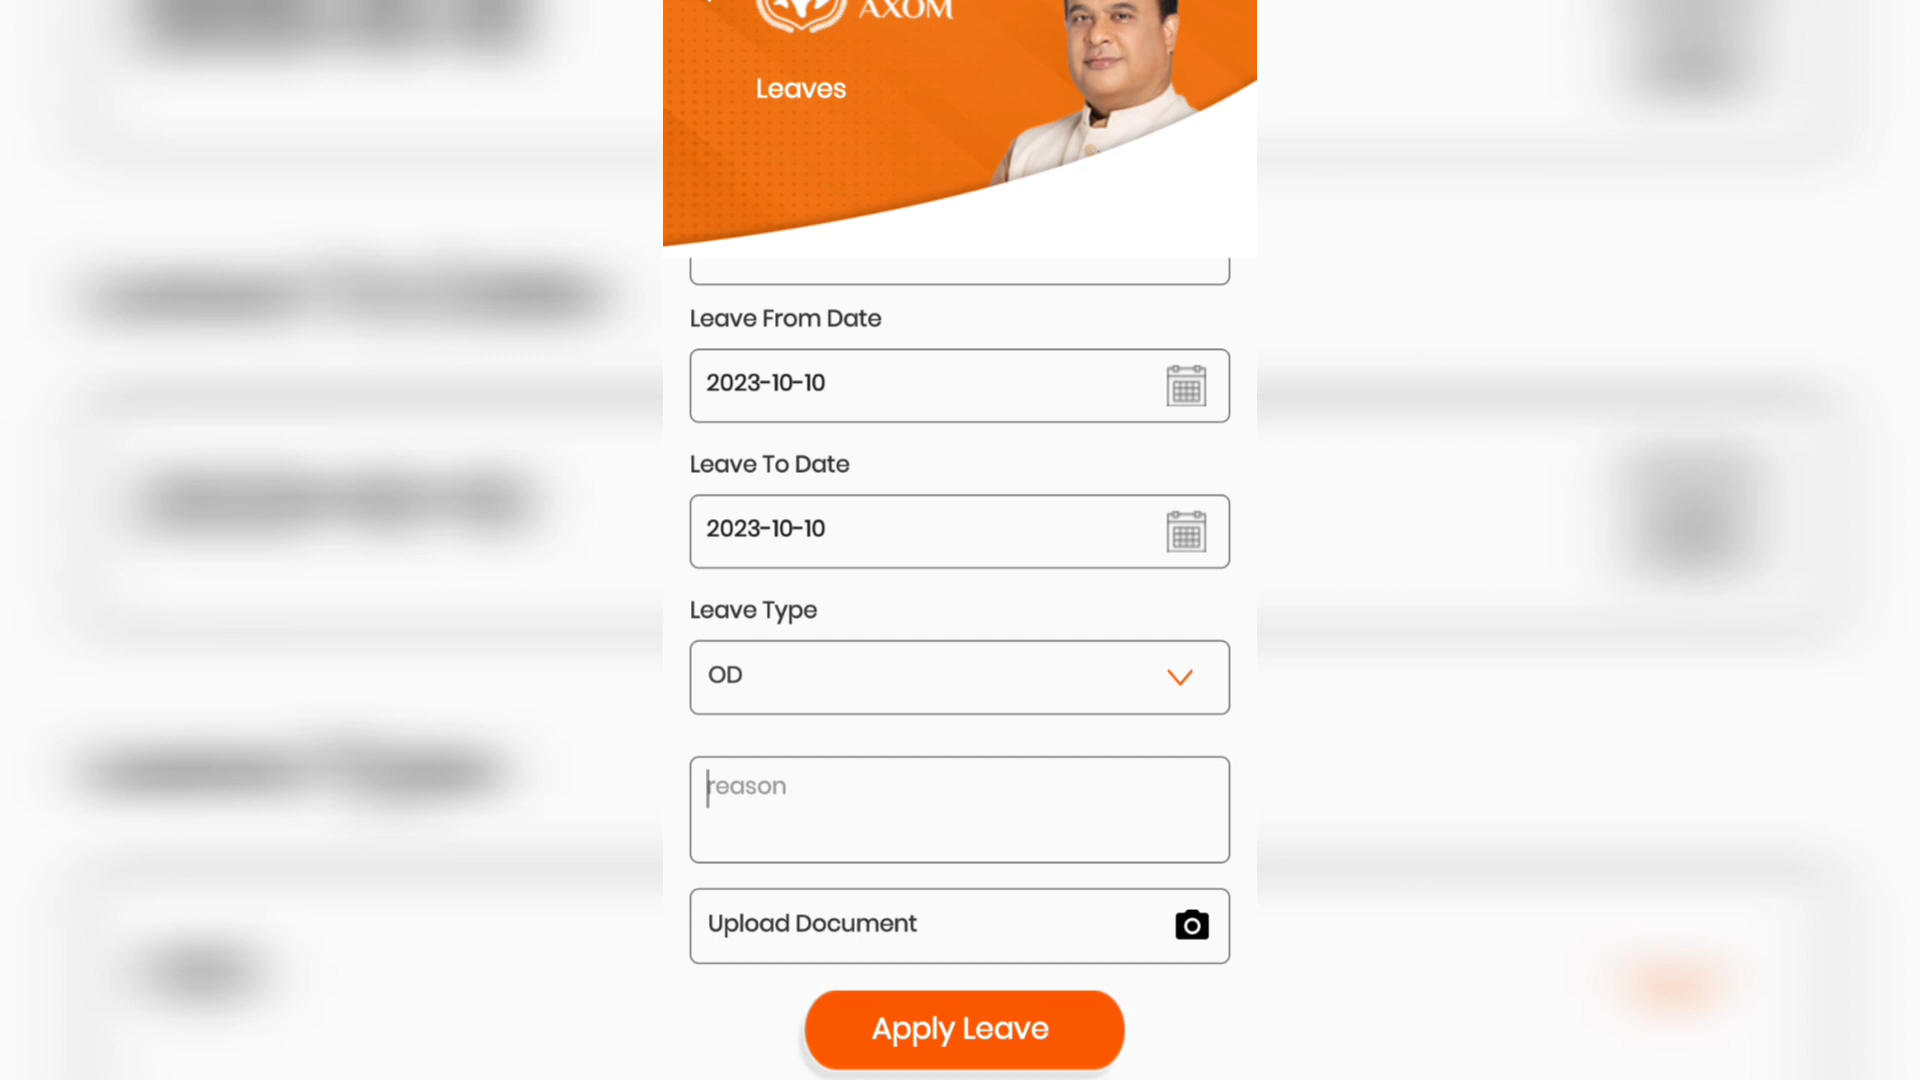 AXOM
Leaves
Leave From Date
2023-10-10
Leave To Date
2023-10-10
Leave Type
OD
reason
Upload Document
Apply Leave